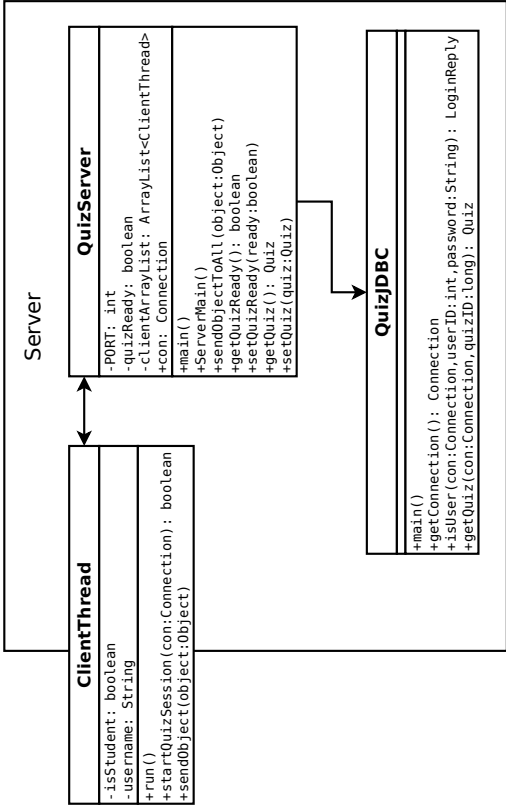 Server
ClientThread
-isStudent: boolean
-username: String
+run()
+startQuizSession(con:Connection): boolean
+sendObject(object:Object)
QuizServer
-PORT: int
-quizReady: boolean
-clientArrayList: ArrayList<ClientThread>
+con: Connection
+main()
+ServerMain()
+sendObjectToAll(object:Object)
+getQuizReady(): boolean
+setQuizReady(ready:boolean)
+getQuiz(): Quiz
+setQuiz(quiz:Quiz)
QuizJDBC
+main()
+getConnection(): Connection
+isUser(con:Connection,userID:int,password:String): LoginReply
+getQuiz(con:Connection,quizID:long): Quiz